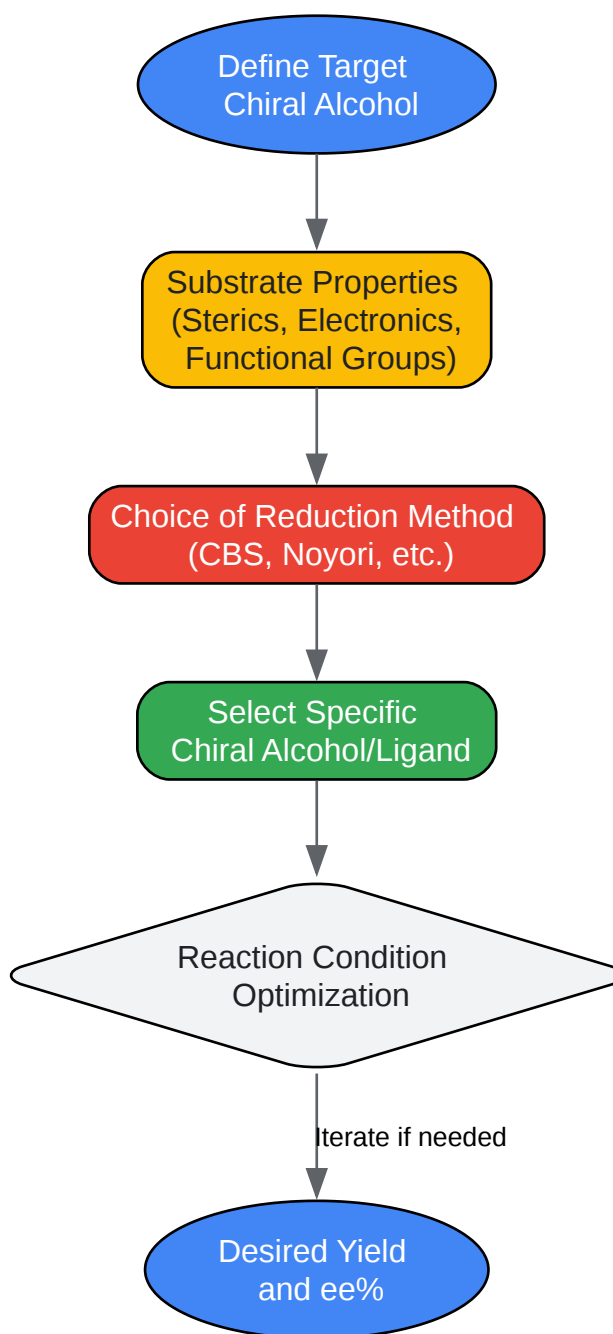 Define Target
Chiral Alcohol
Substrate Properties
(Sterics, Electronics,
Functional Groups)
Choice of Reduction Method
(CBS, Noyori, etc.)
Select Specific
Chiral Alcohol/Ligand
Reaction Condition
Optimization
Iterate if needed
Desired Yield
and ee%